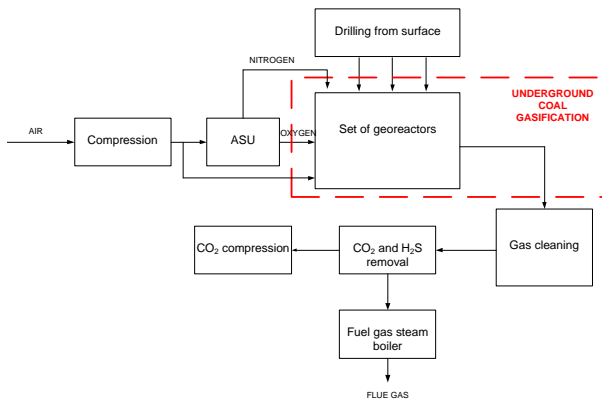 Drilling from surface
NITROGEN
UNDERGROUND
COAL
GASIFICATION
AIR
Compression
ASU
OXYGEN
Set of georeactors
CO₂ compression
CO₂ and H₂S
removal
Gas cleaning
Fuel gas steam
boiler
FLUE GAS